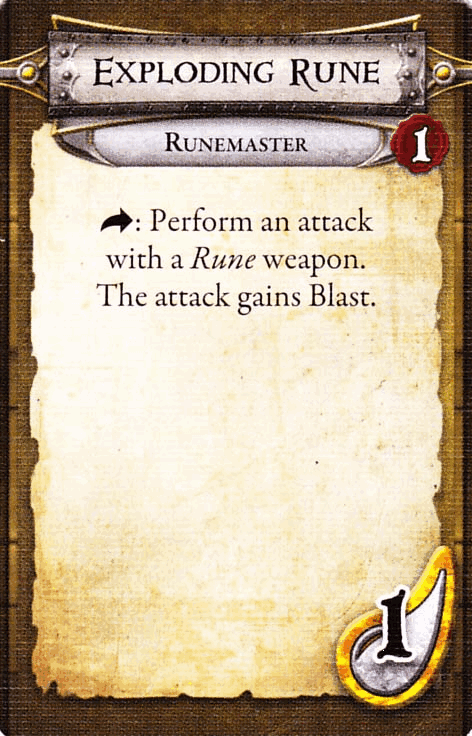 EXPLODING RUNE
RUNEMASTER
1
: Perform an attack
with a Rune weapon.
The attack gains Blast.
1